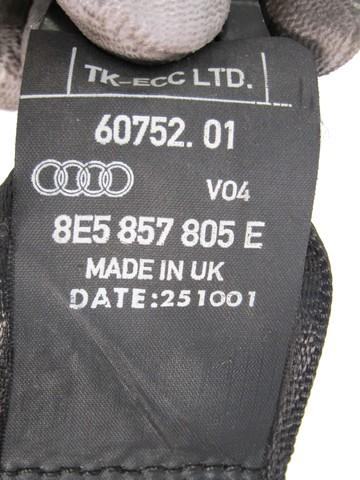 TK-ECC LTD.
60752. 01
V04
8E5 857 805 E
MADE IN UK
DATE:251001